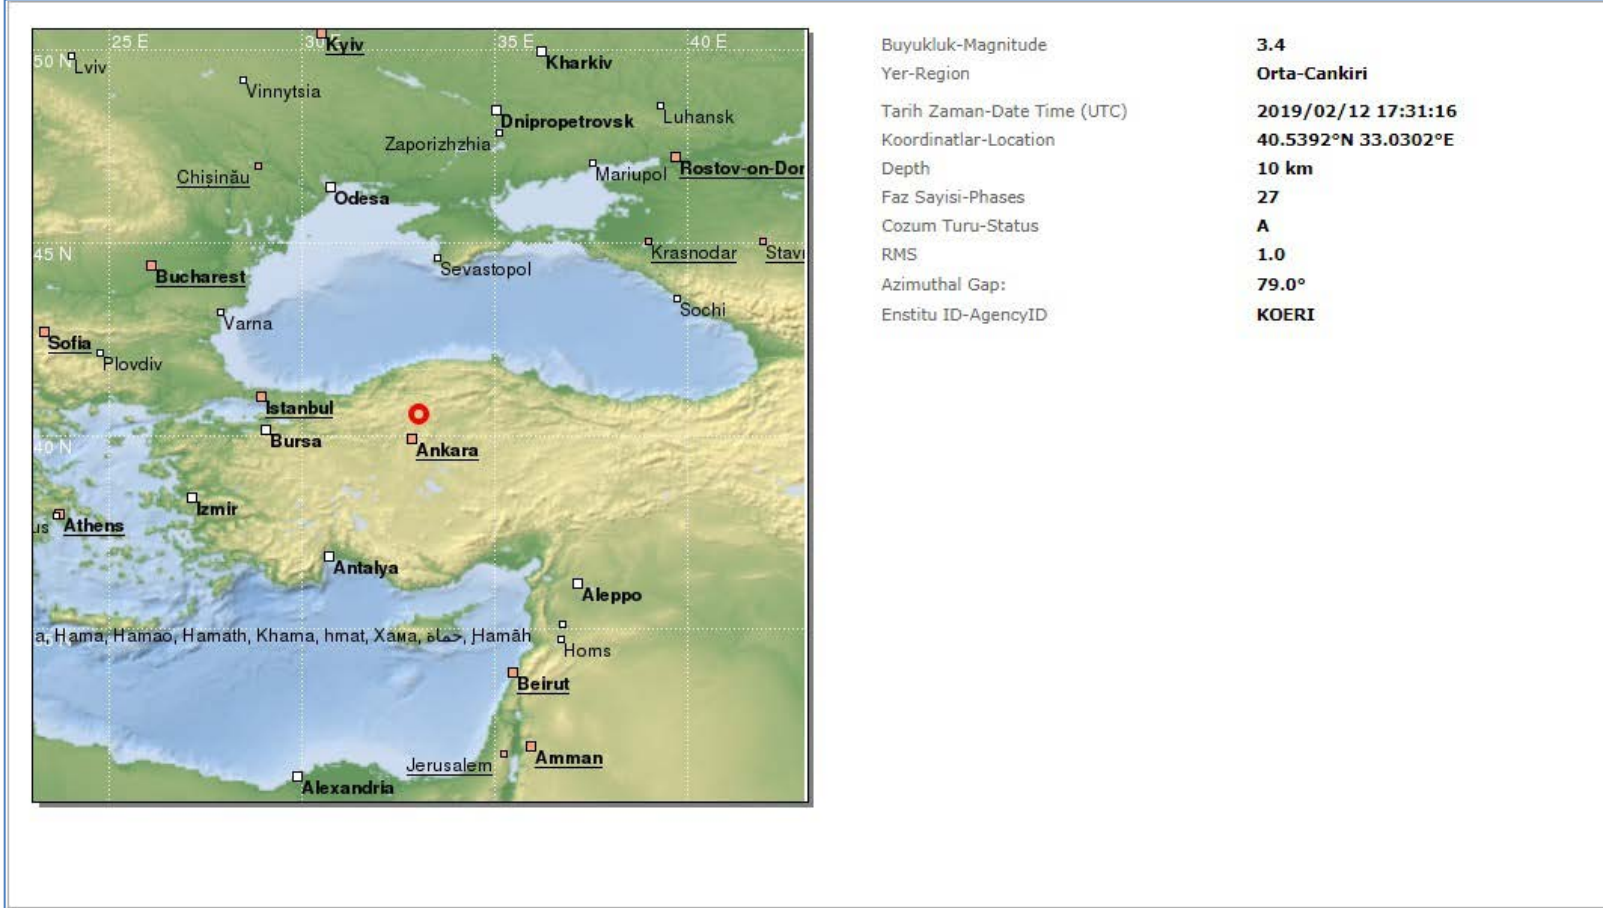 25 E
30 E
Kyiv
35 E
40 E
50 N
Lviv
Kharkiv
Vinnytsia
Dnipropetrovsk
Luhansk
Zaporizhzhia
Mariupol
Rostov-on-Don
Chișinău
Odesa
45 N
Krasnodar
Stav
Sevastopol
Bucharest
Sochi
Varna
Sofia
Plovdiv
Istanbul
Bursa
40 N
Ankara
Izmir
us
Athens
Antalya
Aleppo
a, Hama, Hamao, Hamath, Khama, hmat, Хама, حماة, Ḩamāh
Homs
Beirut
Jerusalem
Amman
Alexandria
Buyukluk-Magnitude 3.4
Yer-Region Orta-Cankiri
Tarih Zaman-Date Time (UTC) 2019/02/12 17:31:16
Koordinatlar-Location 40.5392°N 33.0302°E
Depth 10 km
Faz Sayisi-Phases 27
Cozum Turu-Status A
RMS 1.0
Azimuthal Gap: 79.0°
Enstitu ID-AgencyID KOERI